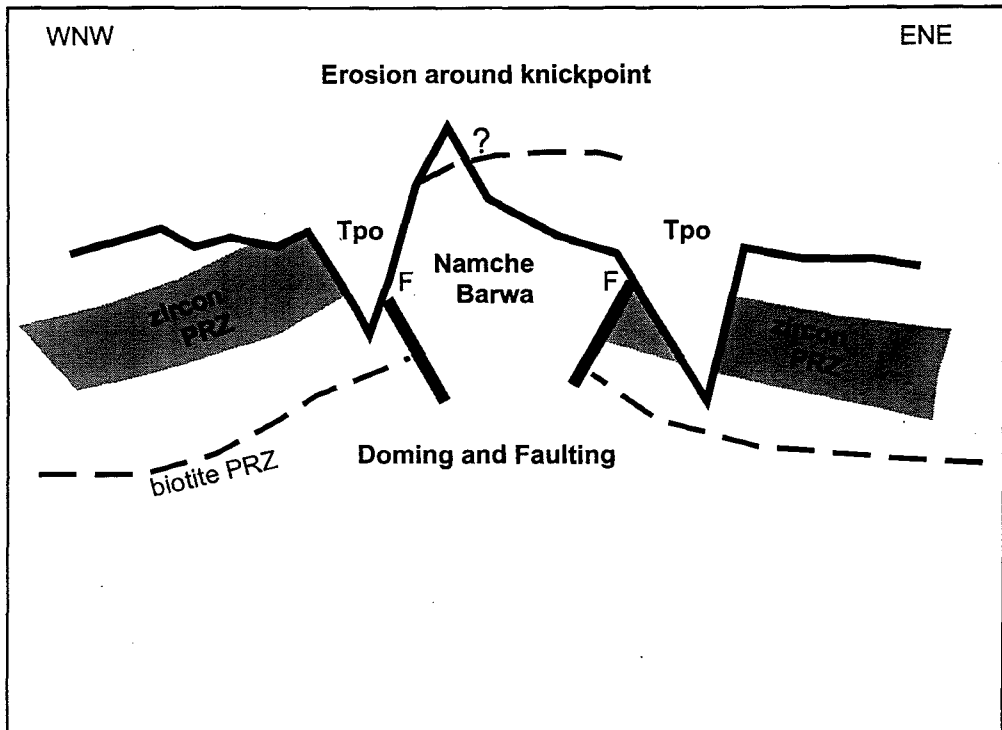 WNW
ENE
Erosion around knickpoint
?
Tpo
Tpo
F
Namche
Barwa
F
zircon
PRZ
zircon
PRZ
biotite PRZ
Doming and Faulting